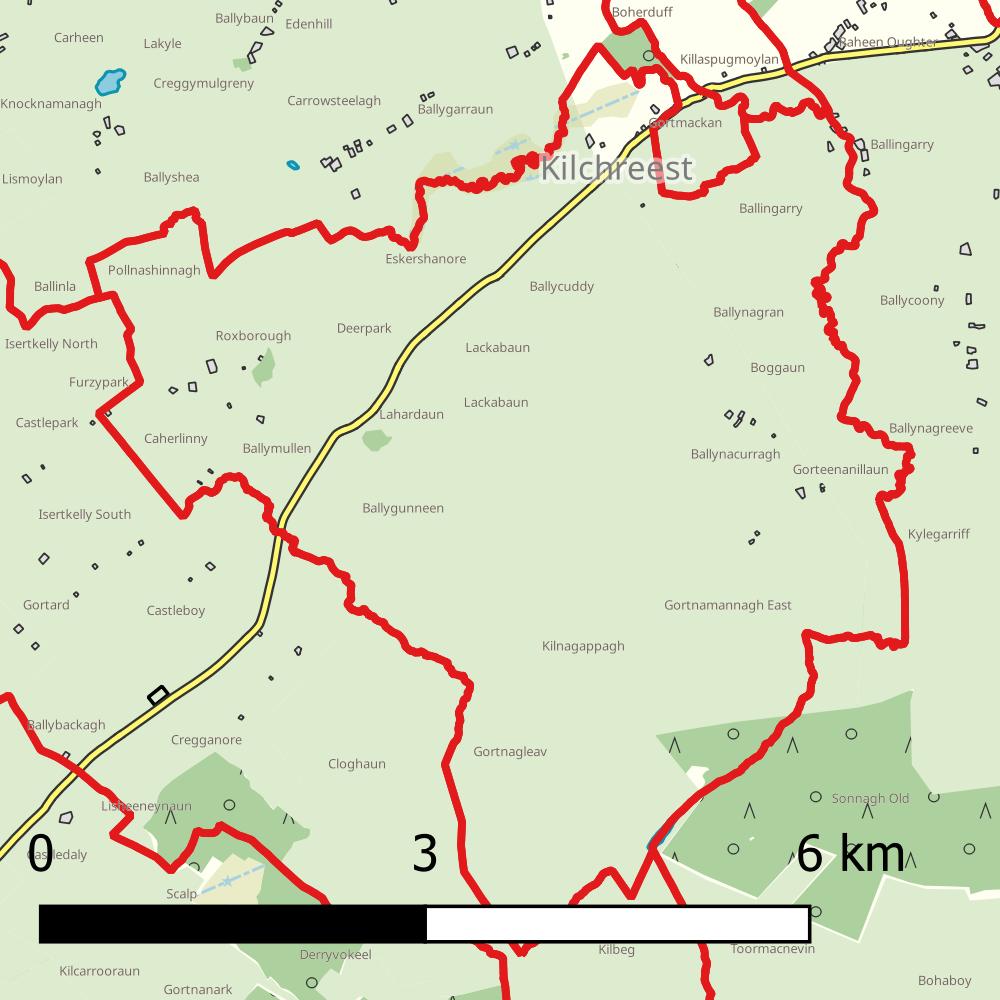 Boherduff
Ballybaun
Edenhill
Carheen
Lakyle
Baheen Oughter
Killaspugmoylan
Creggymulgreny
Knocknamanagh
Carrowsteelagh
Ballygarraun
Gortmackan
Ballingarry
Kilchreest
Lismoylan
Ballyshea
Ballingarry
Eskershanore
Pollnashinnagh
Ballinla
Ballycuddy
Ballycoony
Ballynagran
Deerpark
Roxborough
Isertkelly North
Lackabaun
Boggaun
Furzypark
Lackabaun
Lahardaun
Castlepark
Ballynagreeve
Caherlinny
Ballymullen
Ballynacurragh
Gorteenanillaun
Ballygunneen
Isertkelly South
Kylegarriff
Gortard
Castleboy
Gortnamannagh East
Kilnagappagh
Ballybackagh
Cregganore
Gortnagleav
Cloghaun
Sonnagh Old
Lisheeneynaun
Castledaly
0 3 6 km
Scalp
Derryvokeel
Kilbeg
Toormacnevin
Kilcarrooraun
Bohaboy
Gortnanark